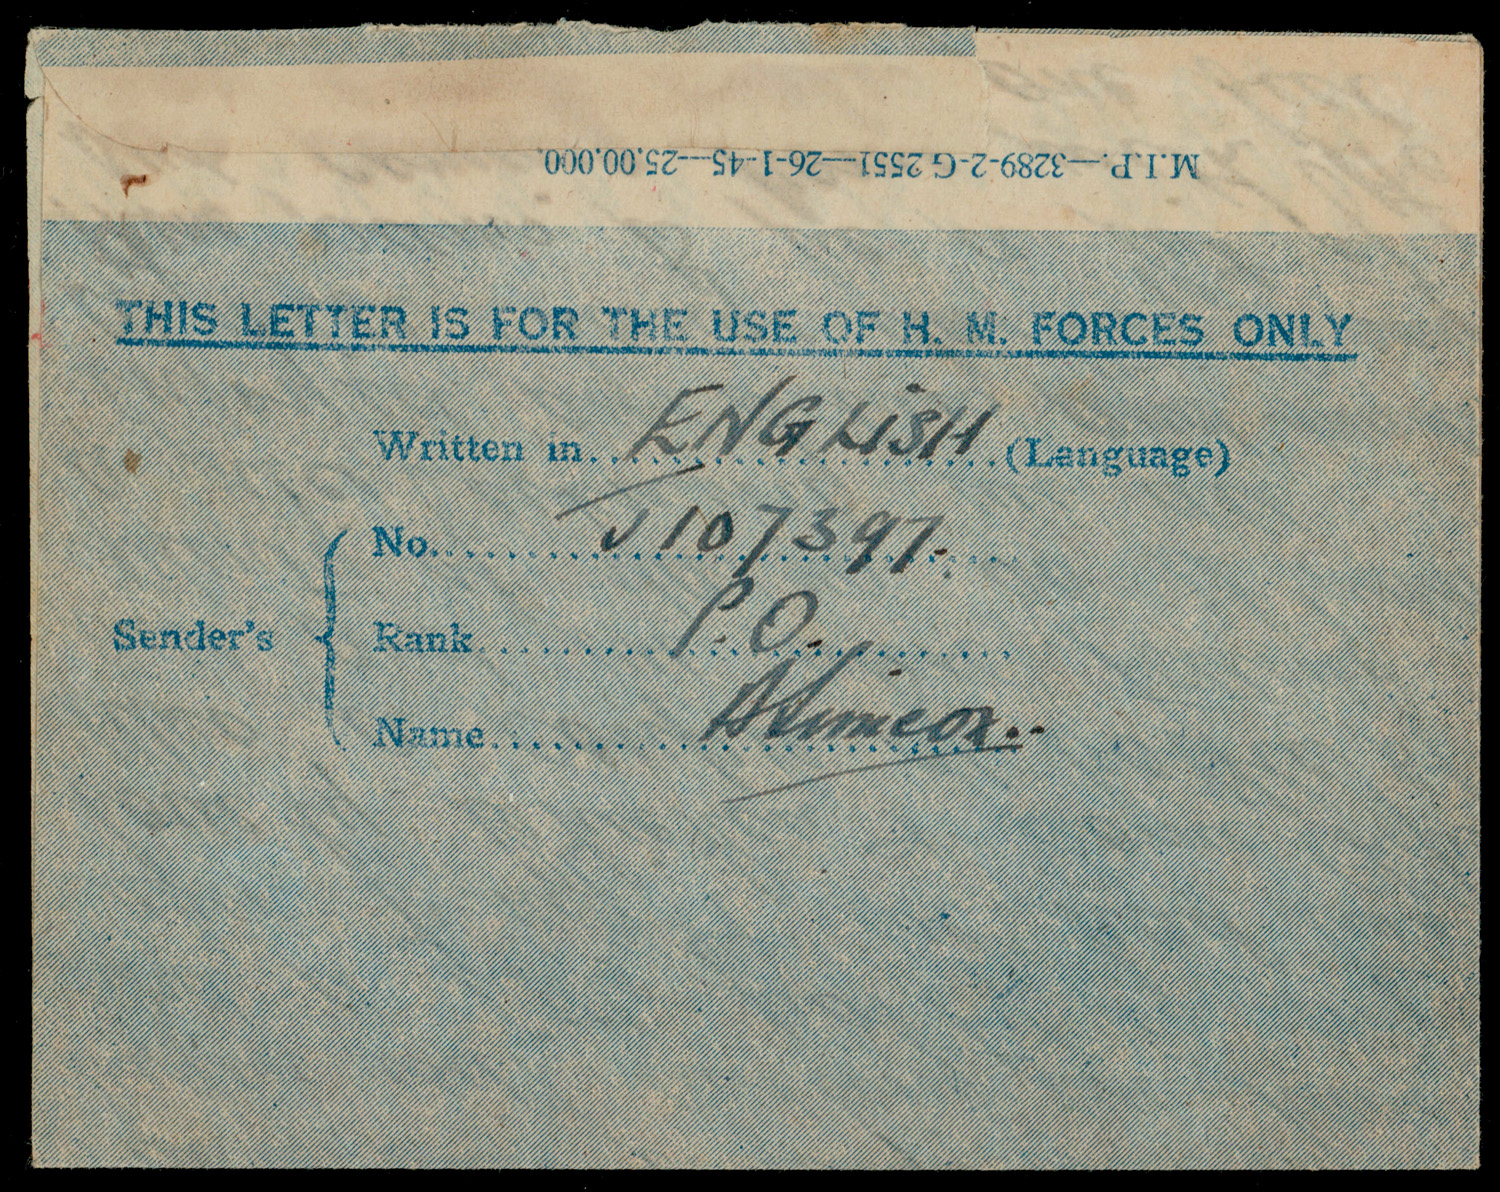 M.I.P.—3289-2-G 2551—26-1-45—25,00,000.
THIS LETTER IS FOR THE USE OF H. M. FORCES ONLY
Written in ENGLISH (Language)
No. J107397.
Sender's
Rank P.O.
Name